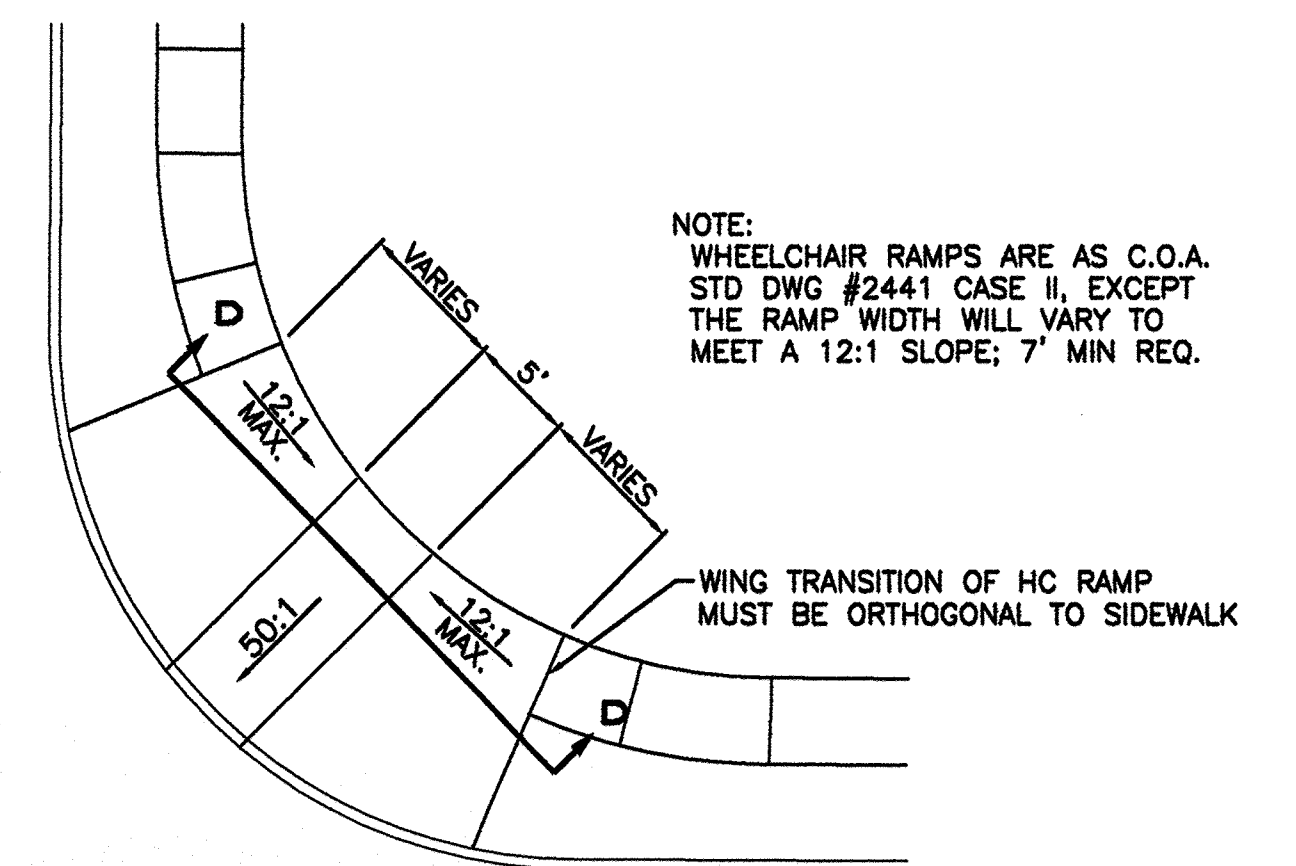 VARIES
5'
VARIES
NOTE:
WHEELCHAIR RAMPS ARE AS C.O.A.
STD DWG #2441 CASE II, EXCEPT
THE RAMP WIDTH WILL VARY TO
MEET A 12:1 SLOPE; 7' MIN REQ.
D
12:1
MAX.
50:1
12:1
MAX.
WING TRANSITION OF HC RAMP
MUST BE ORTHOGONAL TO SIDEWALK
D